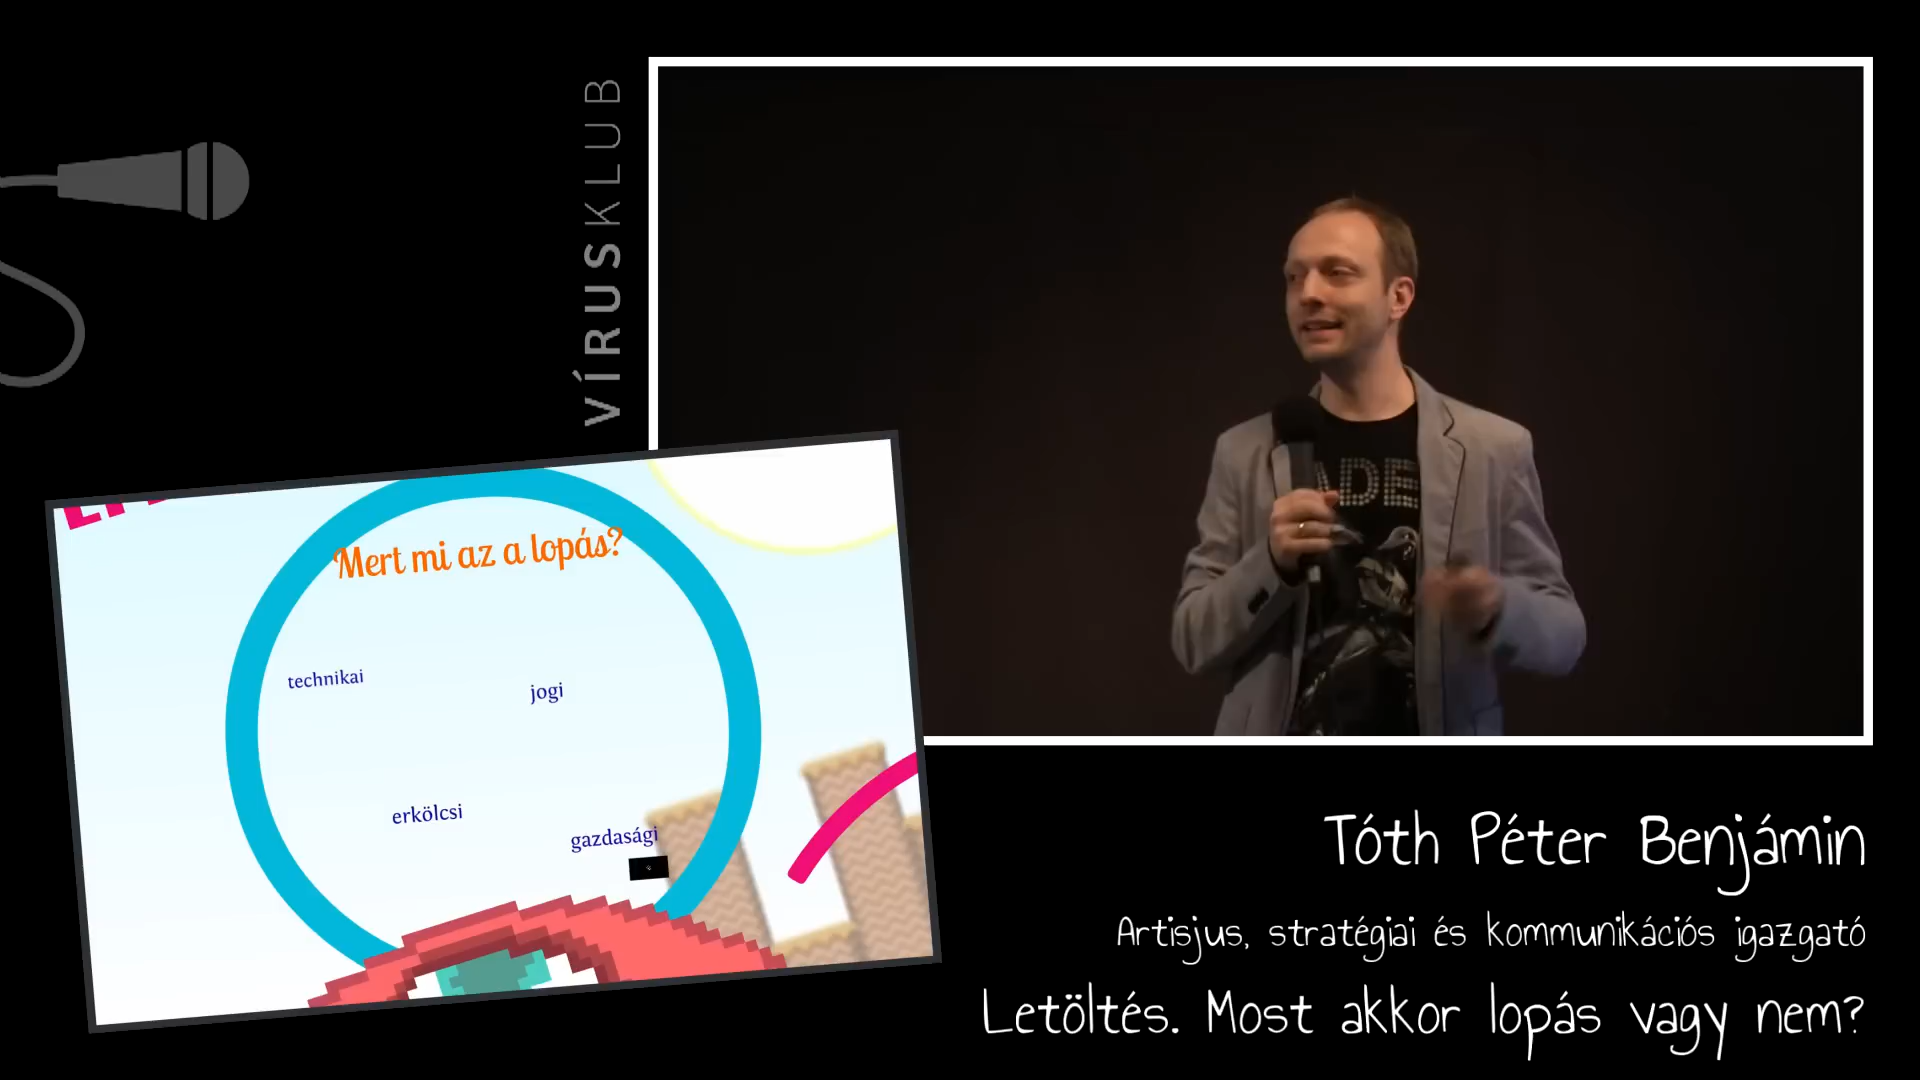 VÍRUSKLUB
ADE
Mert mi az a lopás?
technikai
jogi
erkölcsi
gazdasági
Tóth Péter Benjámin
Artisjus, stratégiai és kommunikációs igazgató
Letöltés. Most akkor lopás vagy nem?